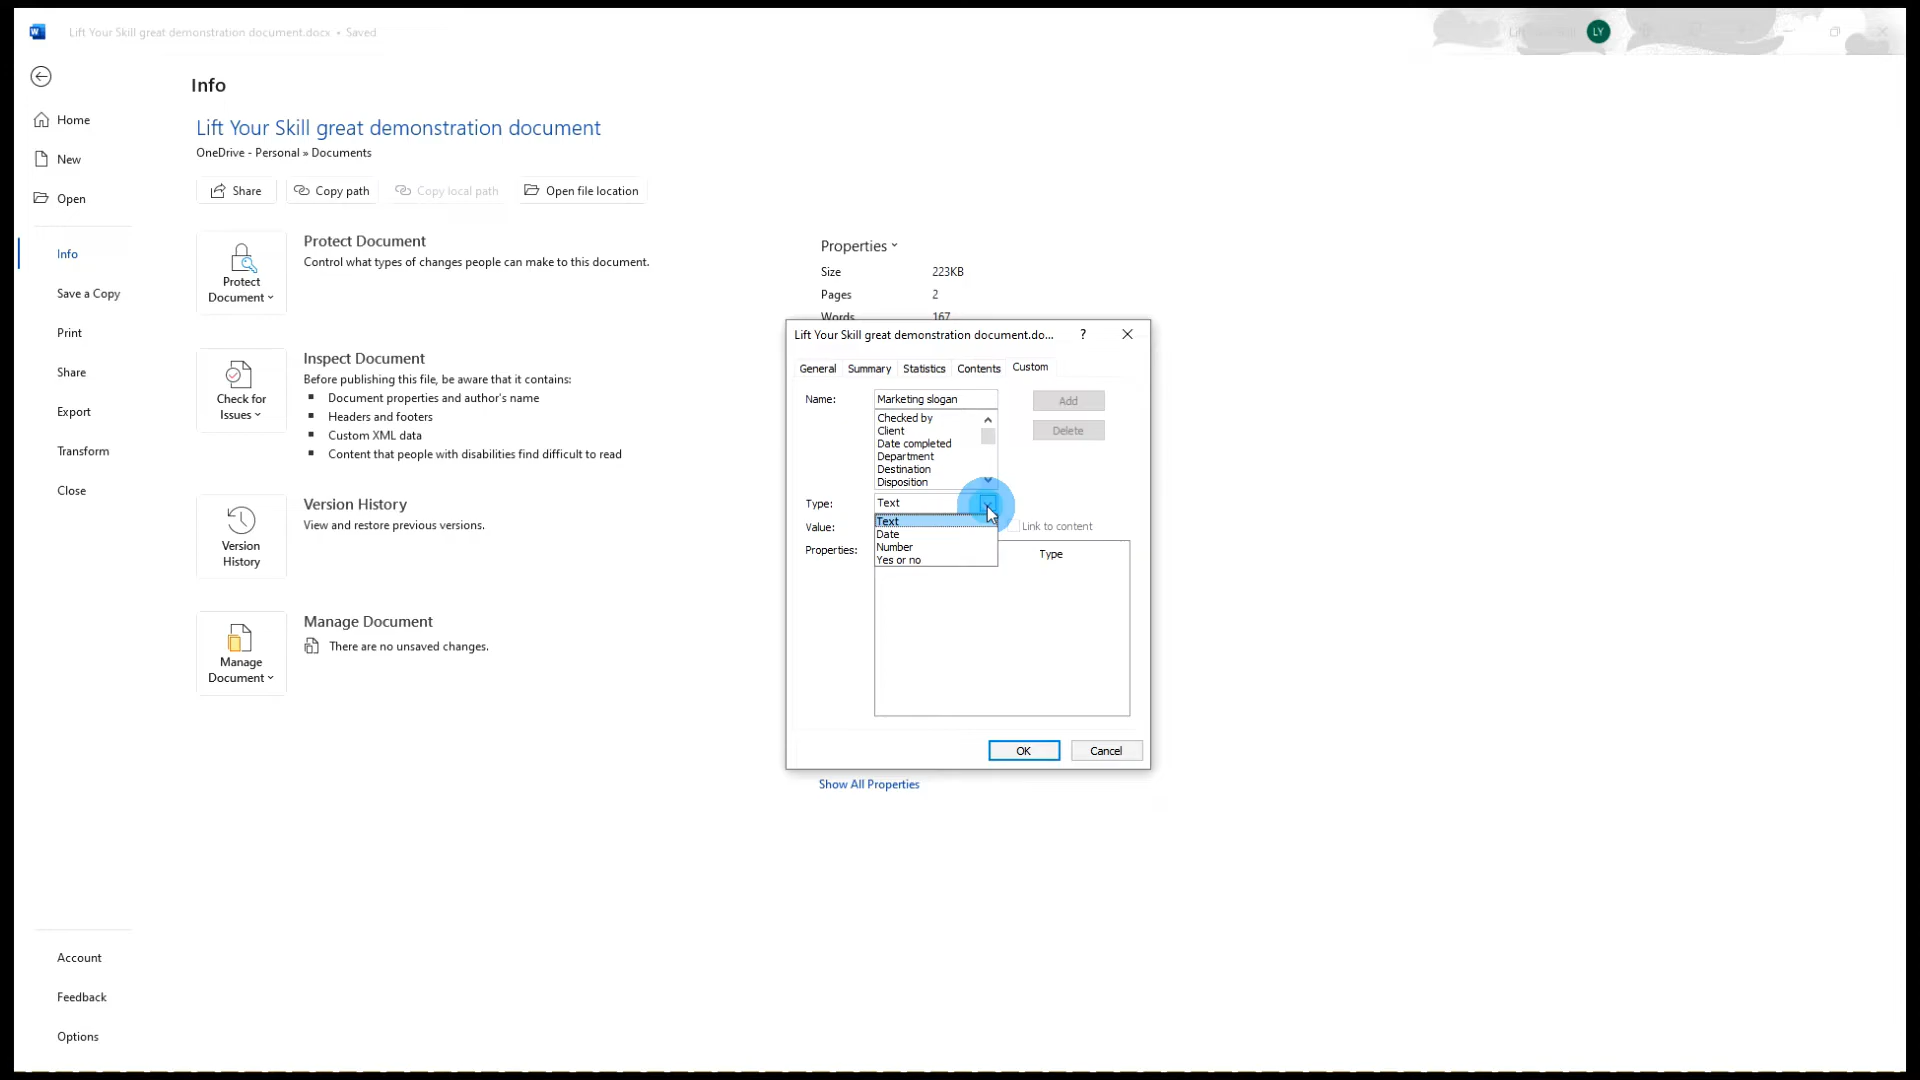 Lift Your Skill great demonstration document.docx • Saved
LY
Info
Home
Lift Your Skill great demonstration document
New
OneDrive - Personal » Documents
Open
Share
Copy path
Copy local path
Open file location
Info
Save a Copy
Print
Share
Export
Transform
Close
Protect Document
Protect Document
Control what types of changes people can make to this document.
Check for Issues
Inspect Document
Before publishing this file, be aware that it contains:
Document properties and author's name
Headers and footers
Custom XML data
Content that people with disabilities find difficult to read
Version History
Version History
View and restore previous versions.
Manage Document
Manage Document
There are no unsaved changes.
Properties
Size 223KB
Pages 2
Words 167
Lift Your Skill great demonstration document.do... ?
General Summary Statistics Contents Custom
Name: Marketing slogan
Add
Checked by
Client
Date completed
Department
Destination
Disposition
Delete
Type: Text
Text
Date
Number
Yes or no
Value:
Link to content
Properties:
Type
OK
Cancel
Show All Properties
Account
Feedback
Options